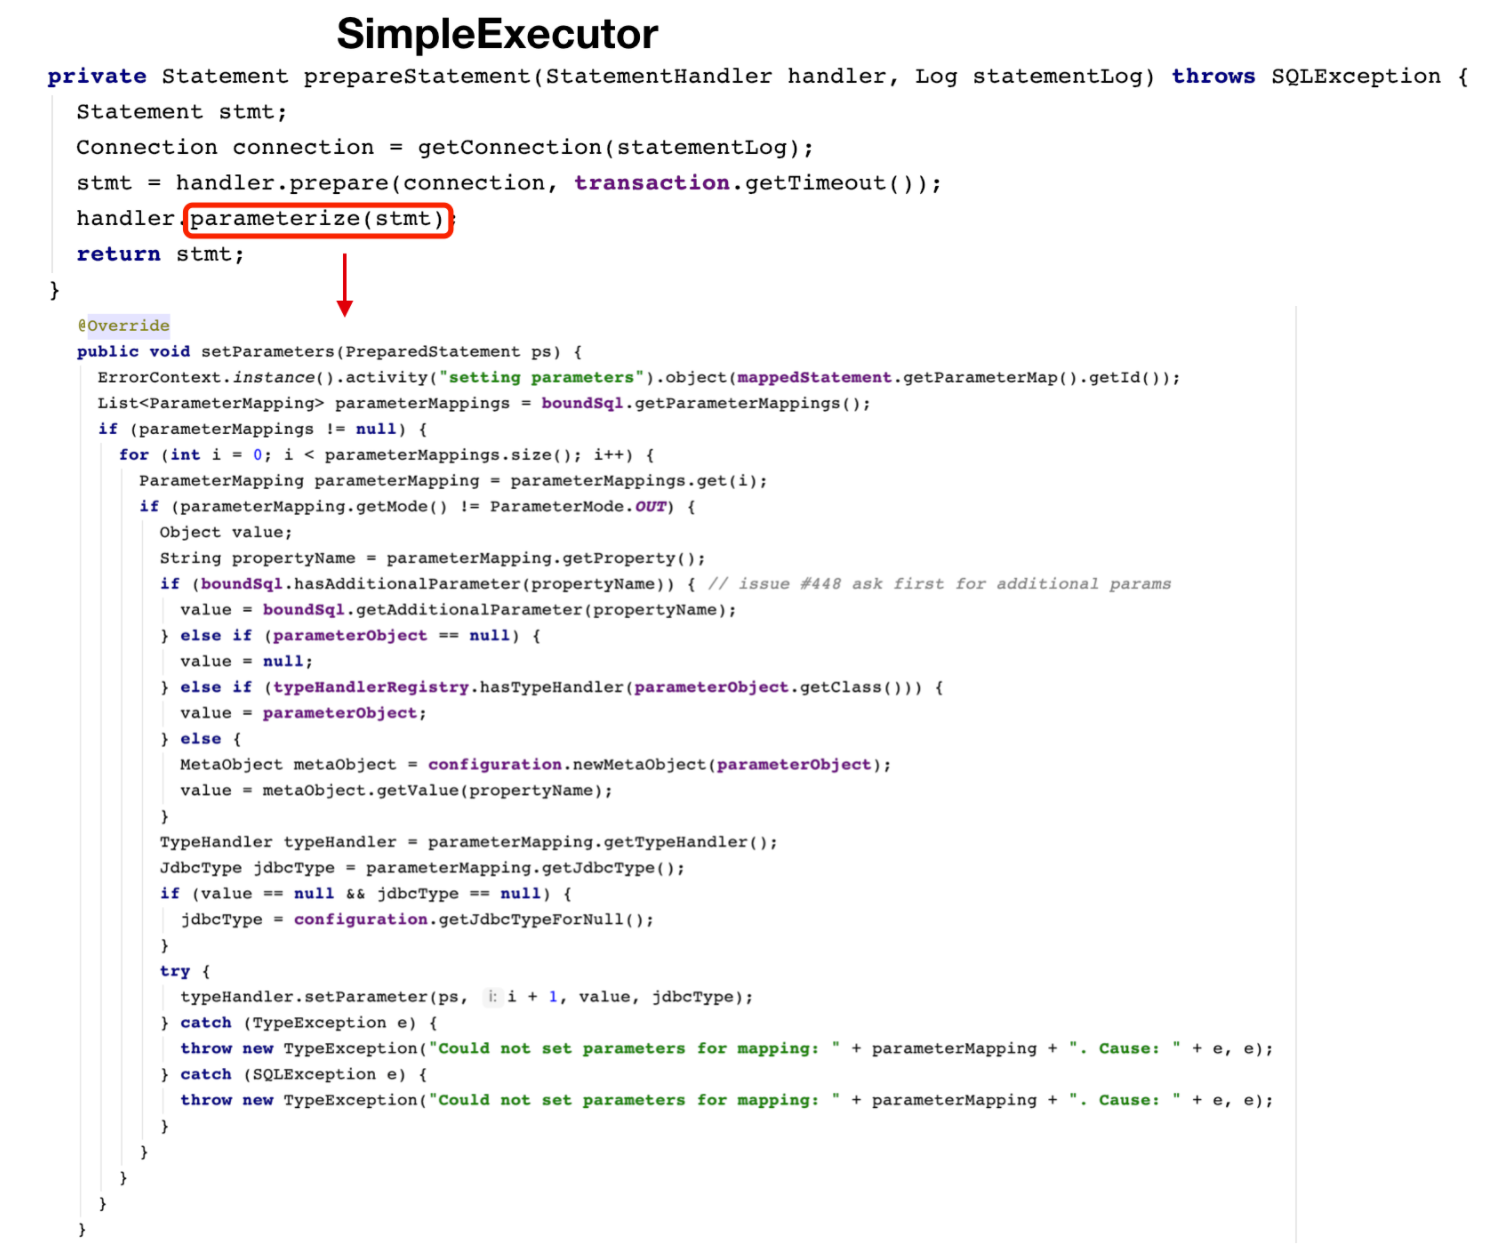 SimpleExecutor
private Statement prepareStatement(StatementHandler handler, Log statementLog) throws SQLException {
Statement stmt;
Connection connection = getConnection(statementLog);
stmt = handler.prepare(connection, transaction.getTimeout());
handler.parameterize(stmt);
return stmt;
}
@Override
public void setParameters(PreparedStatement ps) {
ErrorContext.instance().activity("setting parameters").object(mappedStatement.getParameterMap().getId());
List<ParameterMapping> parameterMappings = boundSql.getParameterMappings();
if (parameterMappings != null) {
for (int i = 0; i < parameterMappings.size(); i++) {
ParameterMapping parameterMapping = parameterMappings.get(i);
if (parameterMapping.getMode() != ParameterMode.OUT) {
Object value;
String propertyName = parameterMapping.getProperty();
if (boundSql.hasAdditionalParameter(propertyName)) { // issue #448 ask first for additional params
value = boundSql.getAdditionalParameter(propertyName);
} else if (parameterObject == null) {
value = null;
} else if (typeHandlerRegistry.hasTypeHandler(parameterObject.getClass())) {
value = parameterObject;
} else {
MetaObject metaObject = configuration.newMetaObject(parameterObject);
value = metaObject.getValue(propertyName);
}
TypeHandler typeHandler = parameterMapping.getTypeHandler();
JdbcType jdbcType = parameterMapping.getJdbcType();
if (value == null && jdbcType == null) {
jdbcType = configuration.getJdbcTypeForNull();
}
try {
typeHandler.setParameter(ps, i: i + 1, value, jdbcType);
} catch (TypeException e) {
throw new TypeException("Could not set parameters for mapping: " + parameterMapping + ". Cause: " + e, e);
} catch (SQLException e) {
throw new TypeException("Could not set parameters for mapping: " + parameterMapping + ". Cause: " + e, e);
}
}
}
}
}